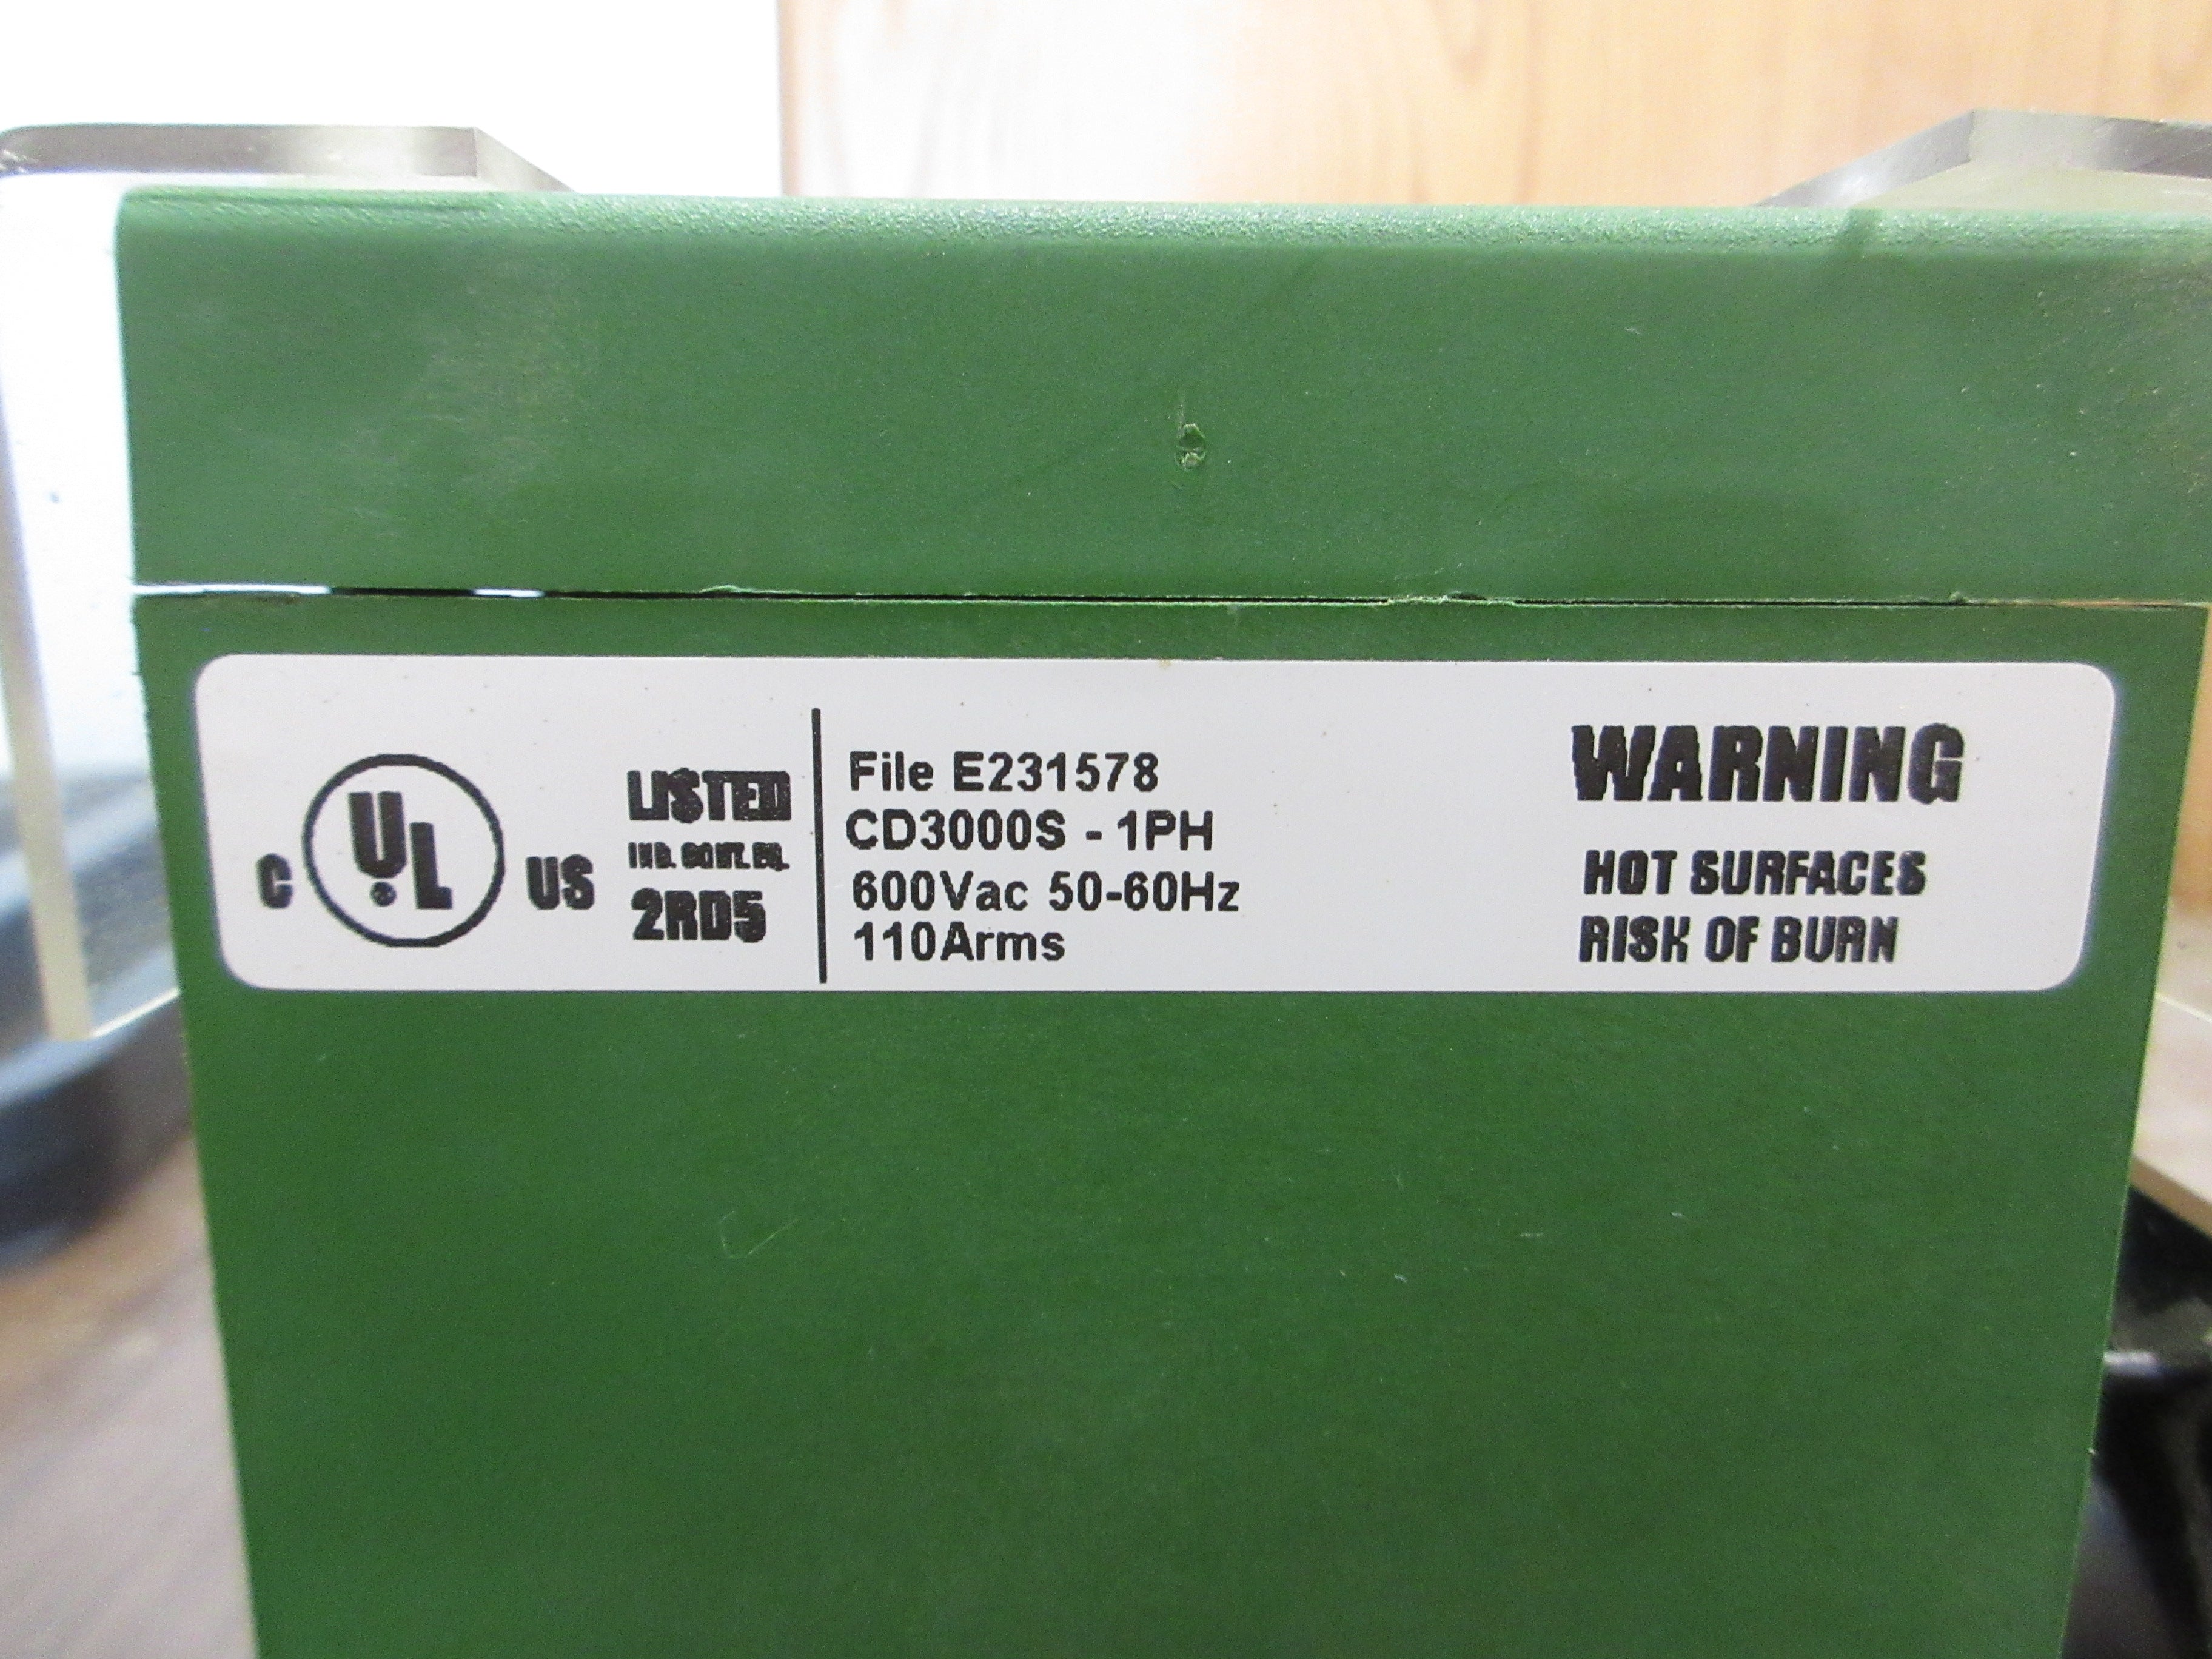 C UL US
LISTED
IND. CONT. EQ.
2RD5
File E231578
CD3000S - 1PH
600Vac 50-60Hz
110Arms
WARNING
HOT SURFACES
RISK OF BURN